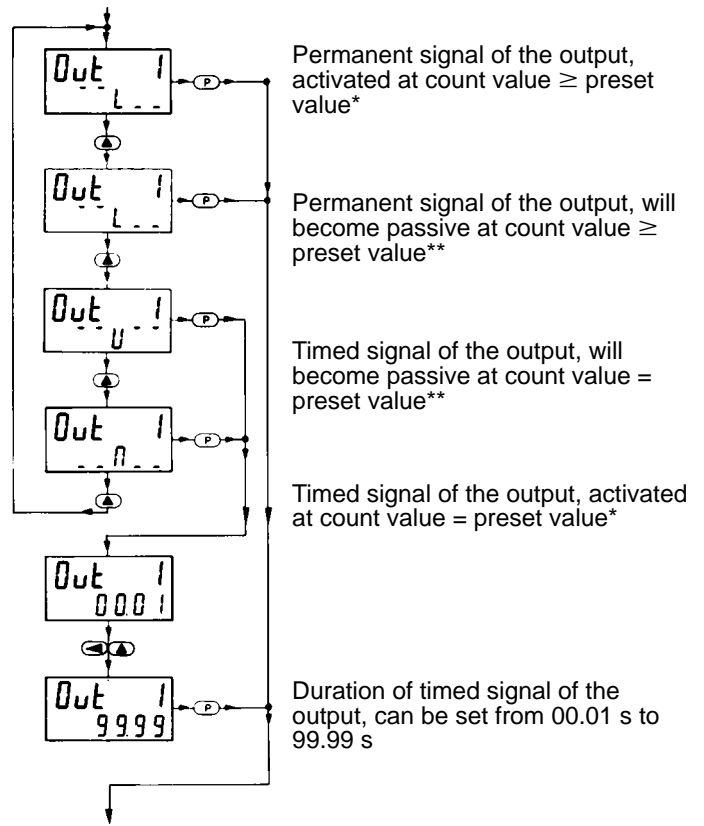 Out 1
L _ _
P
Permanent signal of the output,
activated at count value ≥ preset
value*
Out 1
L _ _
P
Permanent signal of the output, will
become passive at count value ≥
preset value**
Out 1
U
P
Timed signal of the output, will
become passive at count value =
preset value**
Out 1
_ _ n _ _
P
Timed signal of the output, activated
at count value = preset value*
Out 1
00.01
Out 1
99.99
P
Duration of timed signal of the
output, can be set from 00.01 s to
99.99 s